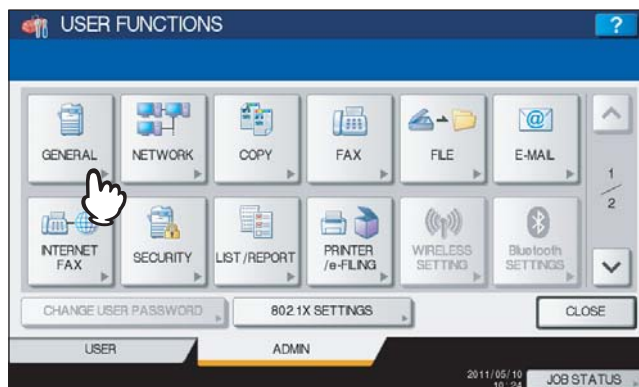 USER FUNCTIONS
?
GENERAL
NETWORK
COPY
FAX
FILE
E-MAIL
1
2
INTERNET
FAX
SECURITY
LIST/REPORT
PRINTER
/e-FILING
WIRELESS
SETTING
Bluetooth
SETTINGS
CHANGE USER PASSWORD
802.1X SETTINGS
CLOSE
USER
ADMIN
2011/05/10
10:24
JOB STATUS